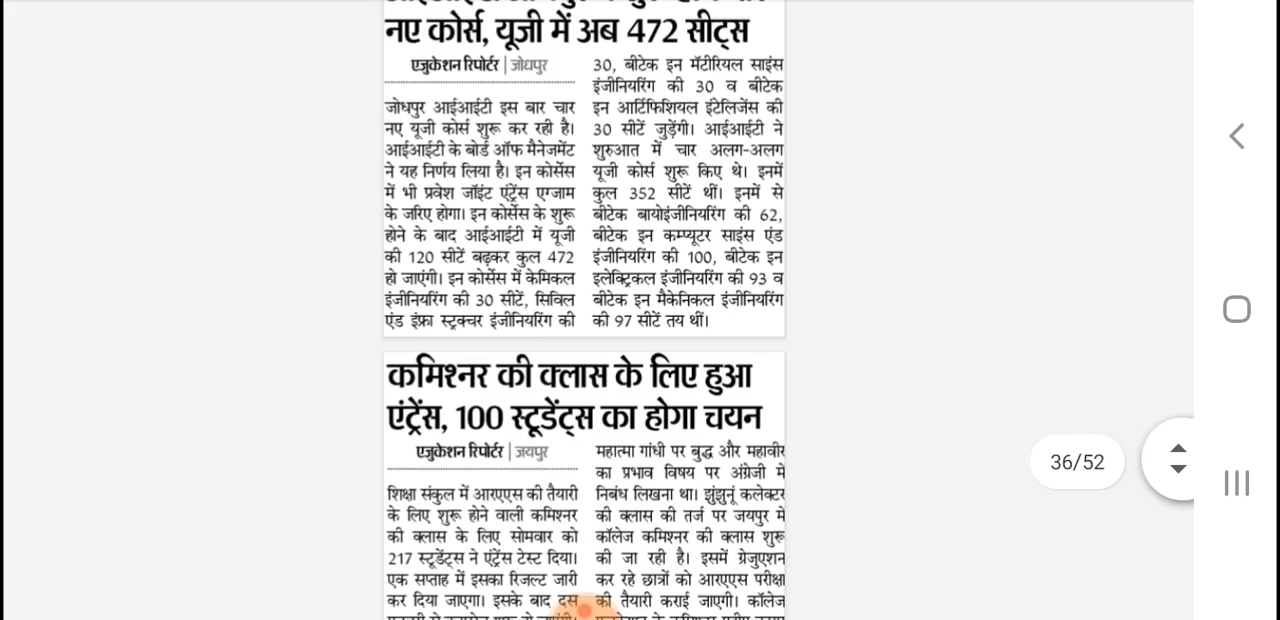 नए कोर्स, यूजी में अब 472 सीट्स
एजुकेशन रिपोर्टर | जोधपुर
जोधपुर आईआईटी इस बार चार
नए यूजी कोर्स शुरू कर रही है।
आईआईटी के बोर्ड ऑफ मैनेजमेंट
ने यह निर्णय लिया है। इन कोर्सेस
में भी प्रवेश जॉइंट एंट्रेंस एग्जाम
के जरिए होगा। इन कोर्सेस के शुरू
होने के बाद आईआईटी में यूजी
की 120 सीटें बढ़कर कुल 472
हो जाएंगी। इन कोर्सेस में केमिकल
इंजीनियरिंग की 30 सीटें, सिविल
एंड इंफ्रा स्ट्रक्चर इंजीनियरिंग की
30, बीटेक इन मॅटीरियल साइंस
इंजीनियरिंग की 30 व बीटेक
इन आर्टिफिशियल इंटेलिजेंस की
30 सीटें जुड़ेंगी। आईआईटी ने
शुरुआत में चार अलग-अलग
यूजी कोर्स शुरू किए थे। इनमें
कुल 352 सीटें थीं। इनमें से
बीटेक बायोइंजीनियरिंग की 62,
बीटेक इन कम्प्यूटर साइंस एंड
इंजीनियरिंग की 100, बीटेक इन
इलेक्ट्रिकल इंजीनियरिंग की 93 व
बीटेक इन मैकेनिकल इंजीनियरिंग
की 97 सीटें तय थीं।
कमिश्नर की क्लास के लिए हुआ
एंट्रेंस, 100 स्टूडेंट्स का होगा चयन
एजुकेशन रिपोर्टर | जयपुर
शिक्षा संकुल में आरएएस की तैयारी
के लिए शुरू होने वाली कमिश्नर
की क्लास के लिए सोमवार को
217 स्टूडेंट्स ने एंट्रेंस टेस्ट दिया।
एक सप्ताह में इसका रिजल्ट जारी
कर दिया जाएगा। इसके बाद दस
महात्मा गांधी पर बुद्ध और महावीर
का प्रभाव विषय पर अंग्रेजी में
निबंध लिखना था। झुंझुनूं कलेक्टर
की क्लास की तर्ज पर जयपुर में
कॉलेज कमिश्नर की क्लास शुरू
की जा रही है। इसमें ग्रेजुएशन
कर रहे छात्रों को आरएएस परीक्षा
की तैयारी कराई जाएगी। कॉलेज
36/52